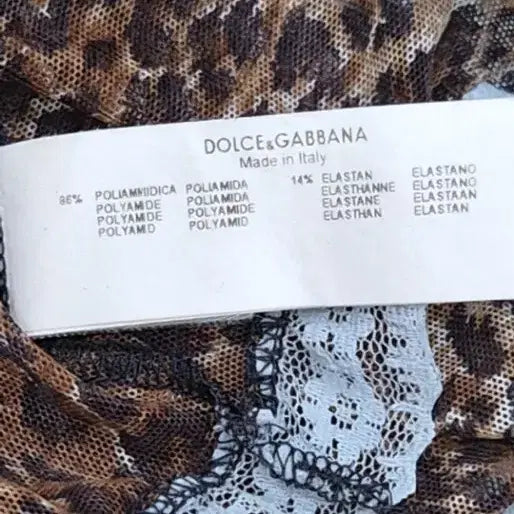 DOLCE&GABBANA
Made in Italy
86% POLIAMMIDICA POLIAMIDA 14% ELASTAN ELASTANO
POLYAMIDE POLIAMIDA ELASTHANNE ELASTANO
POLYAMIDE POLYAMIDE ELASTANE ELASTAAN
POLYAMID POLYAMID ELASTHAN ELASTAN